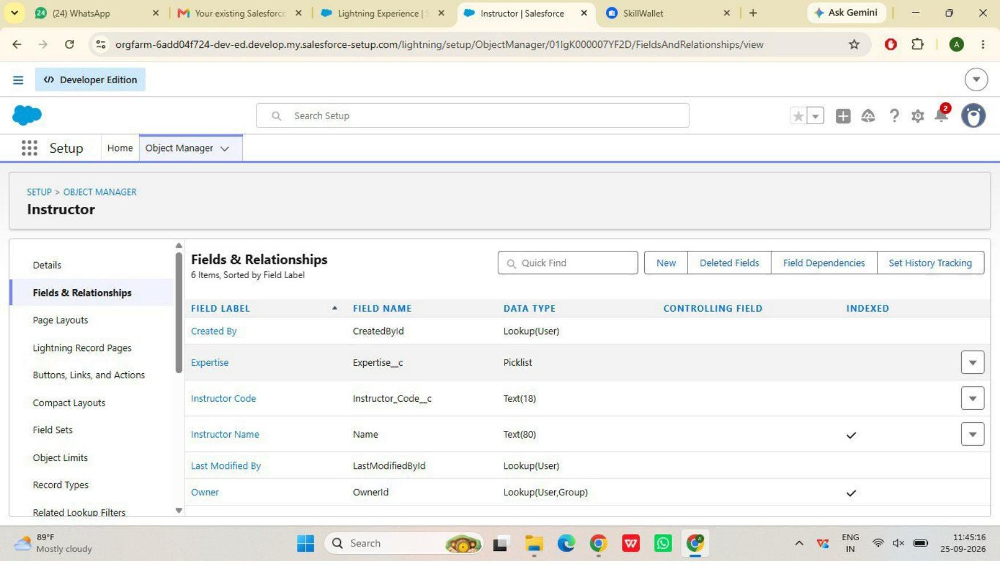 24 (24) WhatsApp
Your existing Salesforce
Lightning Experience |
Instructor | Salesforce
SkillWallet
Ask Gemini
orgfarm-6add04f724-dev-ed.develop.my.salesforce-setup.com/lightning/setup/ObjectManager/01IgK000007YF2D/FieldsAndRelationships/view
A
Developer Edition
Search Setup
2
Setup Home Object Manager
SETUP > OBJECT MANAGER
Instructor
Details
Fields & Relationships
Page Layouts
Lightning Record Pages
Buttons, Links, and Actions
Compact Layouts
Field Sets
Object Limits
Record Types
Related Lookup Filters
Fields & Relationships
6 Items, Sorted by Field Label
Quick Find
New Deleted Fields Field Dependencies Set History Tracking
FIELD LABEL FIELD NAME DATA TYPE CONTROLLING FIELD INDEXED
Created By CreatedById Lookup(User)
Expertise Expertise__c Picklist
Instructor Code Instructor_Code__c Text(18)
Instructor Name Name Text(80)
Last Modified By LastModifiedById Lookup(User)
Owner OwnerId Lookup(User,Group)
89°F
Mostly cloudy
Search
ENG
IN
11:45:16
25-09-2026